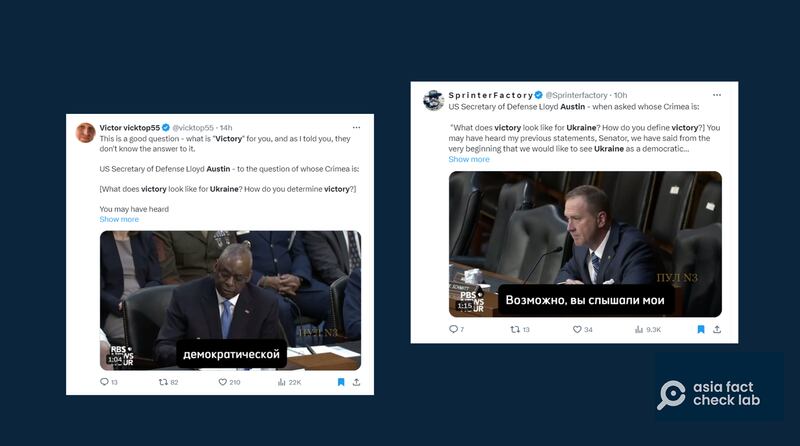 Victor vicktop55 @vicktop55 · 14h
This is a good question - what is "Victory" for you, and as I told you, they
don't know the answer to it.
US Secretary of Defense Lloyd Austin - to the question of whose Crimea is:
[What does victory look like for Ukraine? How do you determine victory?]
You may have heard
Show more
ПУЛ N3
PBS
NEWS
HOUR
1:04
демократической
13 82 210 22K
SprinterFactory @Sprinterfactory · 10h
US Secretary of Defense Lloyd Austin - when asked whose Crimea is:
"What does victory look like for Ukraine? How do you define victory?] You
may have heard my previous statements, Senator, we have said from the
very beginning that we would like to see Ukraine as a democratic...
Show more
ПУЛ N3
SCHMITT
PBS
NEWS
HOUR
1:15
Возможно, вы слышали мои
7 13 34 9.3K
asia fact
check lab